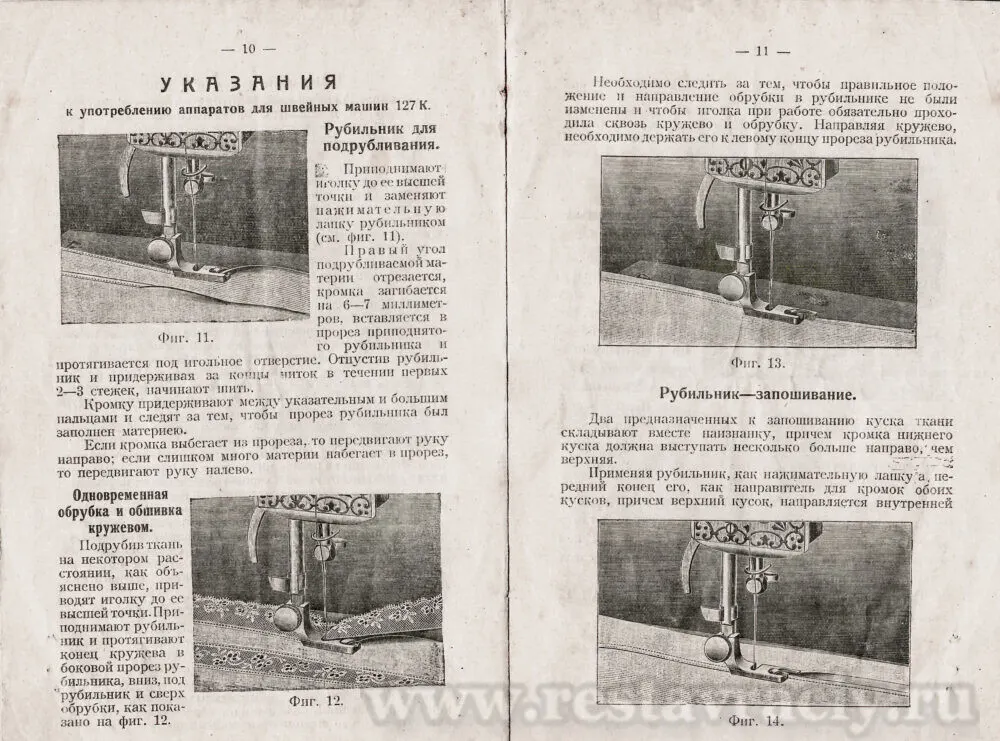 — 10 —
УКАЗАНИЯ
к употреблению аппаратов для швейных машин 127 К.
Рубильник для
подрубливания.
Приподнимают
иголку до ее высшей
точки и заменяют
нажимательную
лапку рубильником
(см. фиг. 11).
Правый угол
подрубливаемой ма-
терии отрезается,
кромка загибается
на 6—7 миллимет-
ров, вставляется в
прорез приподнято-
го рубильника и
Фиг. 11.
протягивается под игольное отверстие. Отпустив рубиль-
ник и придерживая за концы ниток в течении первых
2—3 стежек, начинают шить.
Кромку придерживают между указательным и большим
пальцами и следят за тем, чтобы прорез рубильника был
заполнен материею.
Если кромка выбегает из прореза, то передвигают руку
направо; если слишком много материи набегает в прорез,
то передвигают руку налево.
Одновременная
обрубка и обшивка
кружевом.
Подрубив ткань
на некотором рас-
стоянии, как объ-
яснено выше, при-
водят иголку до ее
высшей точки. При-
поднимают рубиль-
ник и протягивают
конец кружева в
боковой прорез ру-
бильника, вниз, под
рубильник и сверх
обрубки, как пока-
зано на фиг. 12.
Фиг. 12.
— 11 —
Необходимо следить за тем, чтобы правильное поло-
жение и направление обрубки в рубильнике не были
изменены и чтобы иголка при работе обязательно прохо-
дила сквозь кружево и обрубку. Направляя кружево,
необходимо держать его к левому концу прореза рубильника.
Фиг. 13.
Рубильник—запошивание.
Два предназначенных к запошиванию куска ткани
складывают вместе наизнанку, причем кромка нижнего
куска должна выступать несколько больше направо, чем
верхняя.
Применяя рубильник, как нажимательную лапку а, пе-
редний конец его, как направитель для кромок обоих
кусков, причем верхний кусок, направляется внутренней
Фиг. 14.